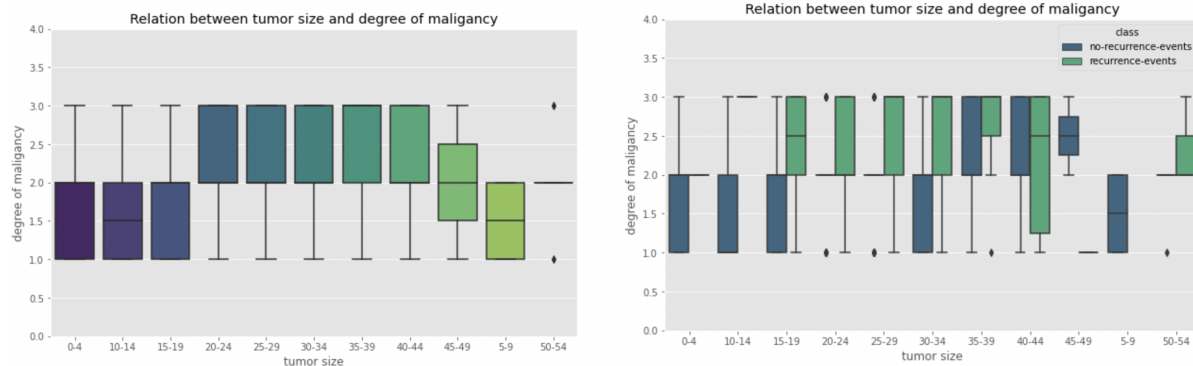 Relation between tumor size and degree of maligancy
4.0
3.5
3.0
2.5
2.0
1.5
1.0
0.5
0.0
degree of maligancy
0-4 10-14 15-19 20-24 25-29 30-34 35-39 40-44 45-49 5-9 50-54
tumor size
Relation between tumor size and degree of maligancy
class
no-recurrence-events
recurrence-events
4.0
3.5
3.0
2.5
2.0
1.5
1.0
0.5
0.0
degree of maligancy
0-4 10-14 15-19 20-24 25-29 30-34 35-39 40-44 45-49 5-9 50-54
tumor size